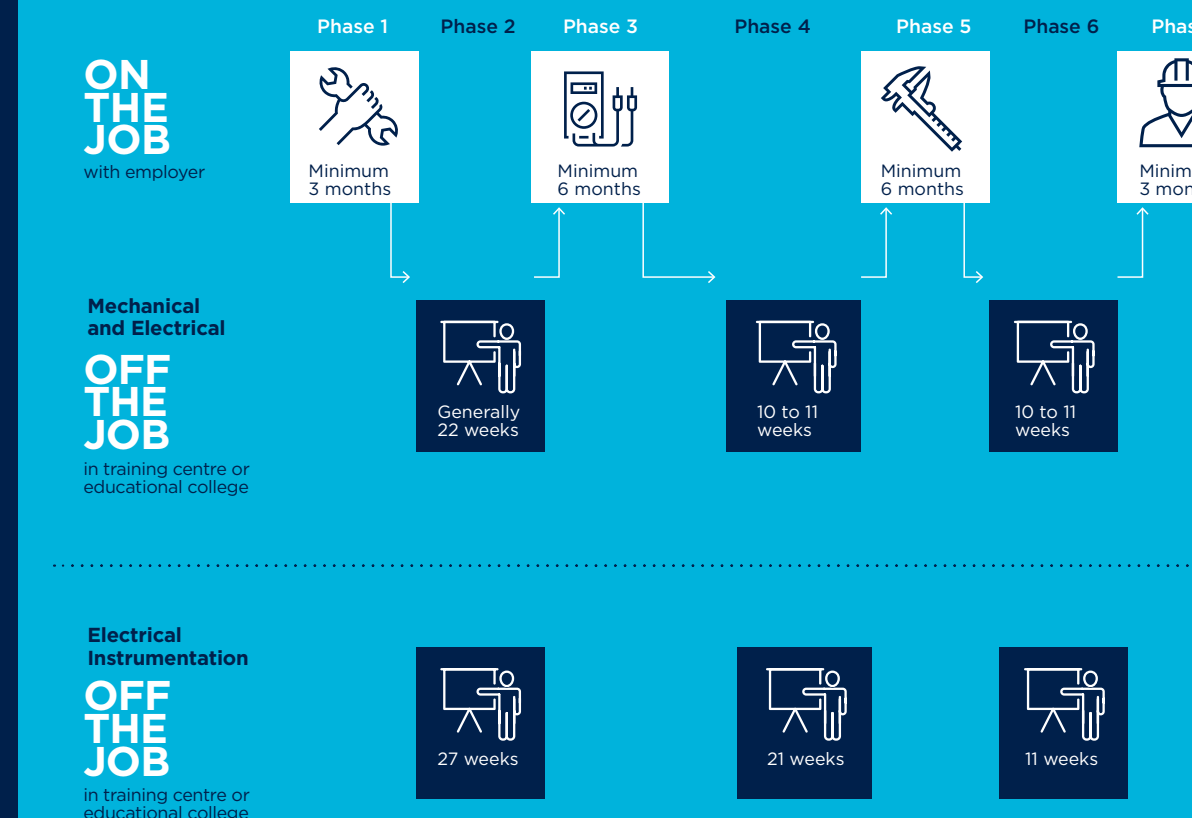 Phase 1 Phase 2 Phase 3 Phase 4 Phase 5 Phase 6
ON
THE
JOB
with employer
Minimum
3 months
Minimum
6 months
Minimum
6 months
Mechanical
and Electrical
OFF
THE
JOB
in training centre or
educational college
Generally
22 weeks
10 to 11
weeks
10 to 11
weeks
Electrical
Instrumentation
OFF
THE
JOB
in training centre or
educational college
27 weeks
21 weeks
11 weeks